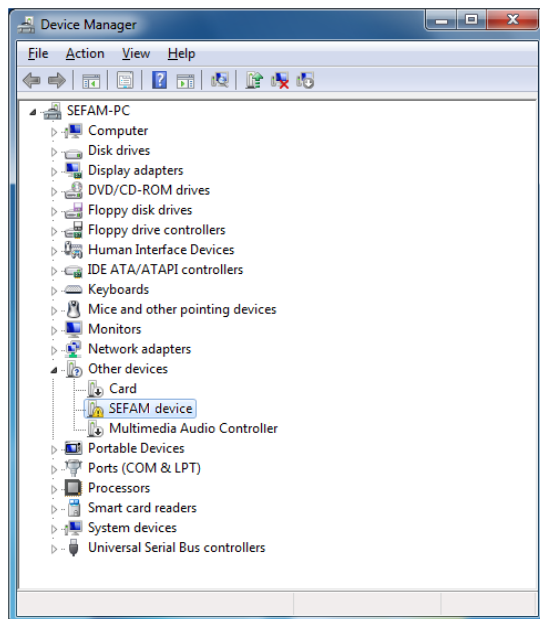 Device Manager
File Action View Help
SEFAM-PC
Computer
Disk drives
Display adapters
DVD/CD-ROM drives
Floppy disk drives
Floppy drive controllers
Human Interface Devices
IDE ATA/ATAPI controllers
Keyboards
Mice and other pointing devices
Monitors
Network adapters
Other devices
Card
SEFAM device
Multimedia Audio Controller
Portable Devices
Ports (COM & LPT)
Processors
Smart card readers
System devices
Universal Serial Bus controllers